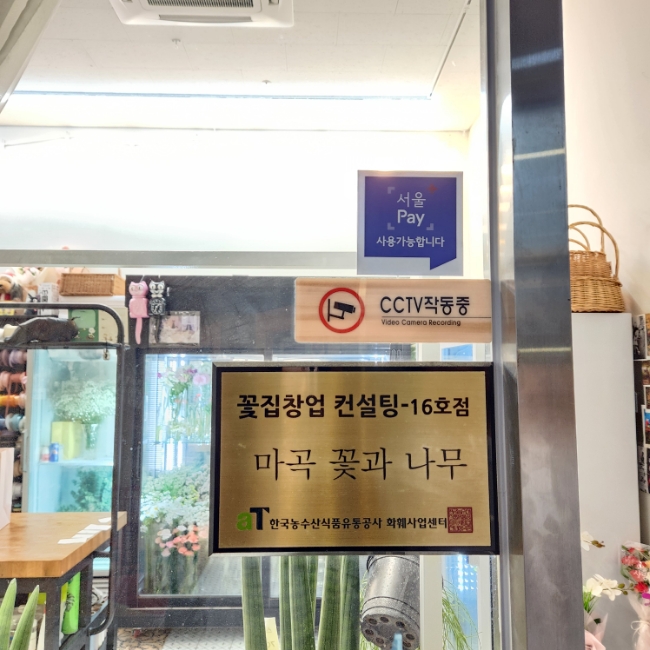 서울
Pay
사용가능합니다
CCTV작동중
Video Camera Recording
꽃집창업 컨설팅-16호점
마곡 꽃과 나무
aT 한국농수산식품유통공사 화훼사업센터